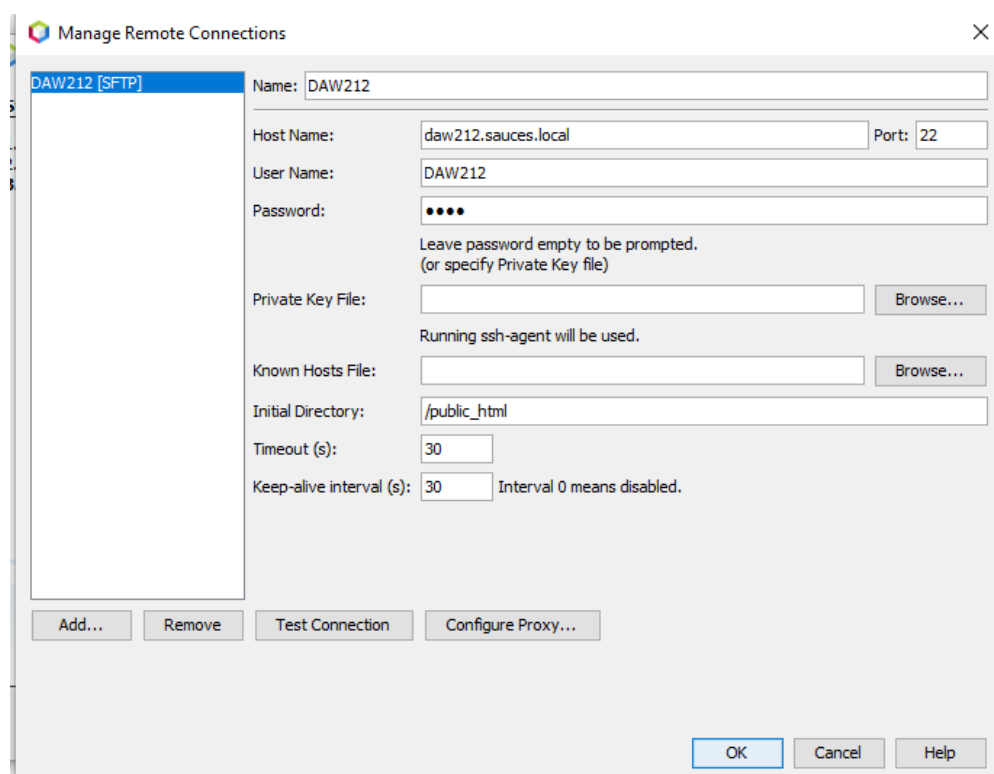 Manage Remote Connections
DAW212 [SFTP]
Name: DAW212
Host Name: daw212.sauces.local Port: 22
User Name: DAW212
Password: ●●●●
Leave password empty to be prompted.
(or specify Private Key file)
Private Key File: Browse...
Running ssh-agent will be used.
Known Hosts File: Browse...
Initial Directory: /public_html
Timeout (s): 30
Keep-alive interval (s): 30 Interval 0 means disabled.
Add... Remove Test Connection Configure Proxy...
OK Cancel Help